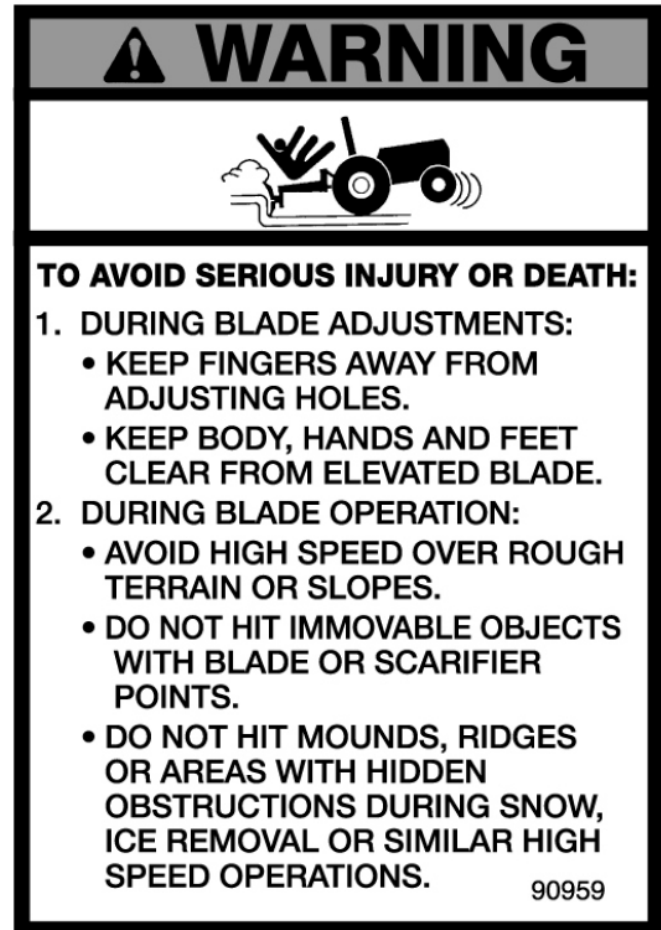 WARNING
TO AVOID SERIOUS INJURY OR DEATH:
1. DURING BLADE ADJUSTMENTS:
• KEEP FINGERS AWAY FROM
ADJUSTING HOLES.
• KEEP BODY, HANDS AND FEET
CLEAR FROM ELEVATED BLADE.
2. DURING BLADE OPERATION:
• AVOID HIGH SPEED OVER ROUGH
TERRAIN OR SLOPES.
• DO NOT HIT IMMOVABLE OBJECTS
WITH BLADE OR SCARIFIER
POINTS.
• DO NOT HIT MOUNDS, RIDGES
OR AREAS WITH HIDDEN
OBSTRUCTIONS DURING SNOW,
ICE REMOVAL OR SIMILAR HIGH
SPEED OPERATIONS.
90959